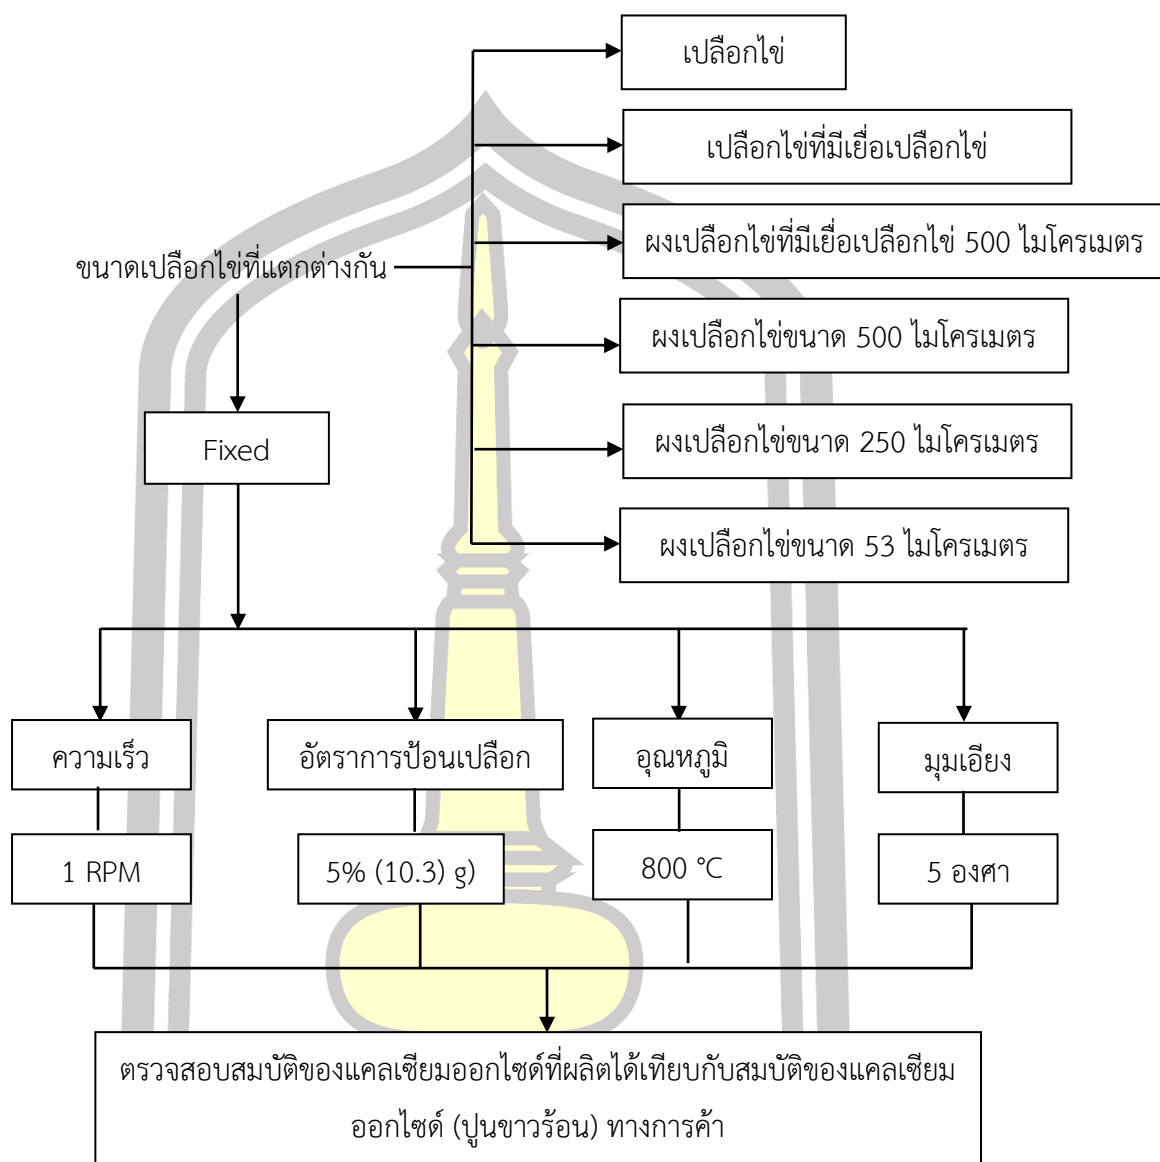 เปลือกไข่
เปลือกไข่ที่มีเยื่อเปลือกไข่
ผงเปลือกไข่ที่มีเยื่อเปลือกไข่ 500 ไมโครเมตร
ขนาดเปลือกไข่ที่แตกต่างกัน
ผงเปลือกไข่ขนาด 500 ไมโครเมตร
ผงเปลือกไข่ขนาด 250 ไมโครเมตร
Fixed
ผงเปลือกไข่ขนาด 53 ไมโครเมตร
ความเร็ว
อัตราการป้อนเปลือก
อุณหภูมิ
มุมเอียง
1 RPM
5% (10.3) g)
800 °C
5 องศา
ตรวจสอบสมบัติของแคลเซียมออกไซด์ที่ผลิตได้เทียบกับสมบัติของแคลเซียม
ออกไซด์ (ปูนขาวร้อน) ทางการค้า